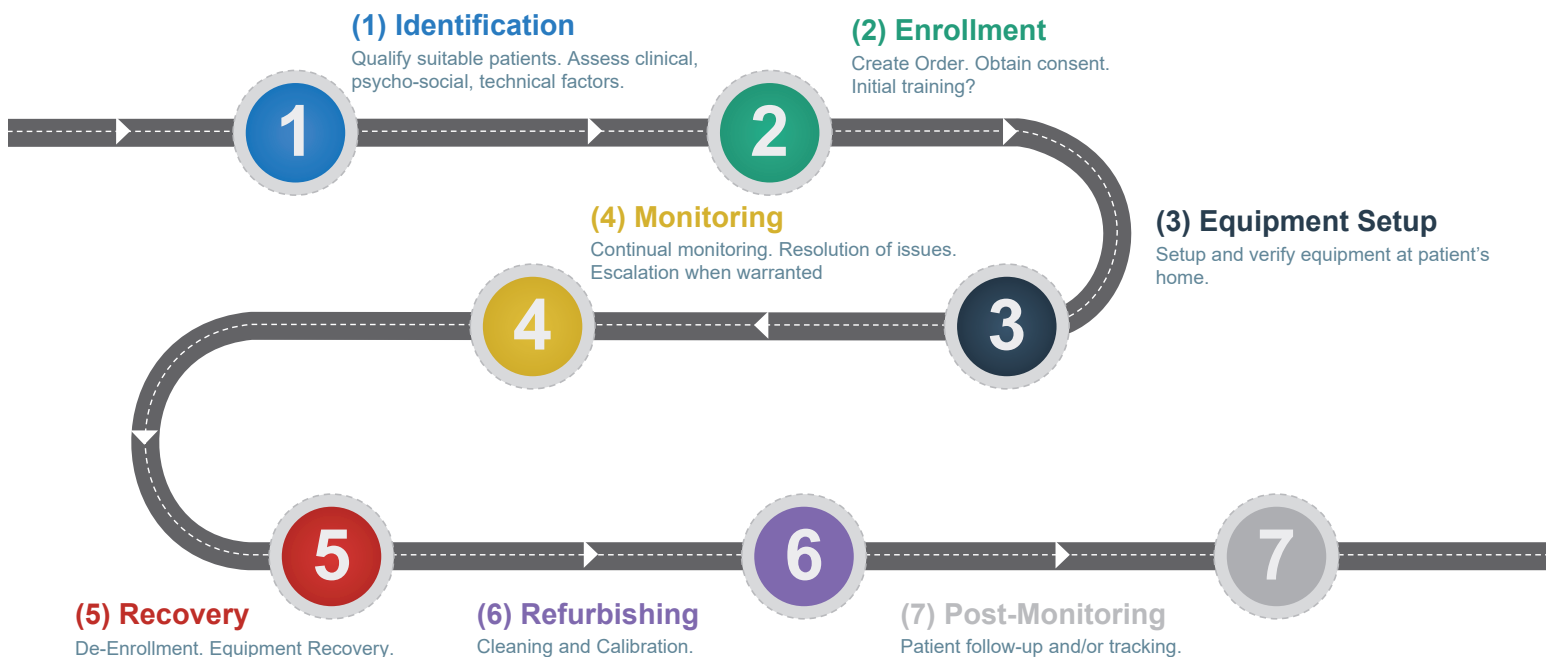 (1) Identification
Qualify suitable patients. Assess clinical,
psycho-social, technical factors.
1
(2) Enrollment
Create Order. Obtain consent.
Initial training?
2
(3) Equipment Setup
Setup and verify equipment at patient’s
home.
3
(4) Monitoring
Continual monitoring. Resolution of issues.
Escalation when warranted
4
5
(5) Recovery
De-Enrollment. Equipment Recovery.
6
(6) Refurbishing
Cleaning and Calibration.
7
(7) Post-Monitoring
Patient follow-up and/or tracking.